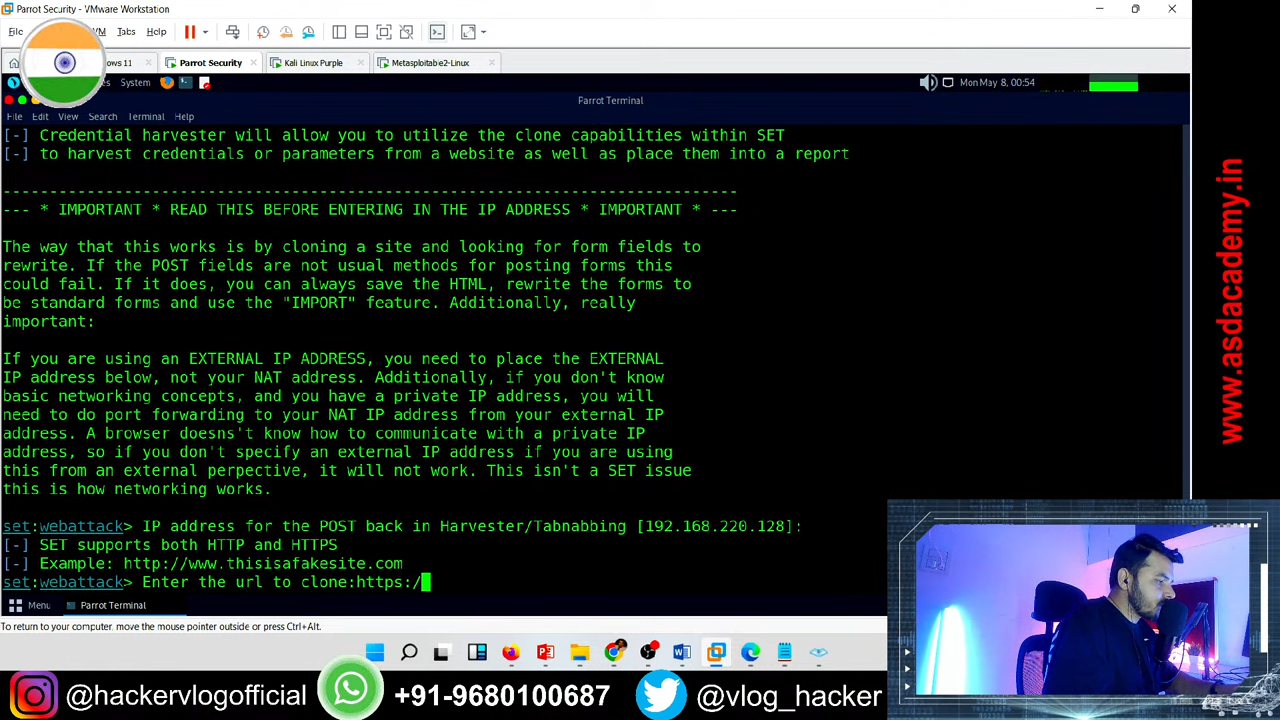 Parrot Security - VMware Workstation
File
VM
Tabs
Help
Parrot Security
Kali Linux Purple
Metasploitable2-Linux
System
Mon May 8, 00:54
Parrot Terminal
File Edit View Search Terminal Help
[-] Credential harvester will allow you to utilize the clone capabilities within SET
[-] to harvest credentials or parameters from a website as well as place them into a report
-------------------------------------------------------------------------------
--- * IMPORTANT * READ THIS BEFORE ENTERING IN THE IP ADDRESS * IMPORTANT * ---
The way that this works is by cloning a site and looking for form fields to
rewrite. If the POST fields are not usual methods for posting forms this
could fail. If it does, you can always save the HTML, rewrite the forms to
be standard forms and use the "IMPORT" feature. Additionally, really
important:
If you are using an EXTERNAL IP ADDRESS, you need to place the EXTERNAL
IP address below, not your NAT address. Additionally, if you don't know
basic networking concepts, and you have a private IP address, you will
need to do port forwarding to your NAT IP address from your external IP
address. A browser doesns't know how to communicate with a private IP
address, so if you don't specify an external IP address if you are using
this from an external perpective, it will not work. This isn't a SET issue
this is how networking works.
set:webattack> IP address for the POST back in Harvester/Tabnabbing [192.168.220.128]:
[-] SET supports both HTTP and HTTPS
[-] Example: http://www.thisisafakesite.com
set:webattack> Enter the url to clone:https:/
Menu
Parrot Terminal
To return to your computer, move the mouse pointer outside or press Ctrl+Alt.
@hackervlogofficial
+91-9680100687
@vlog_hacker
www.asdacademy.in